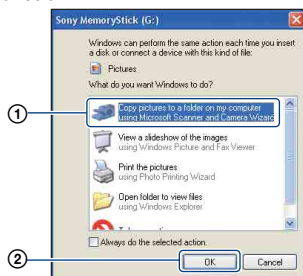 Sony MemoryStick (G:)
Windows can perform the same action each time you insert
a disk or connect a device with this kind of file:
Pictures
What do you want Windows to do?
① Copy pictures to a folder on my computer
using Microsoft Scanner and Camera Wizard
View a slideshow of the images
using Windows Picture and Fax Viewer
Print the pictures
using Photo Printing Wizard
Open folder to view files
using Windows Explorer
Always do the selected action.
② OK Cancel